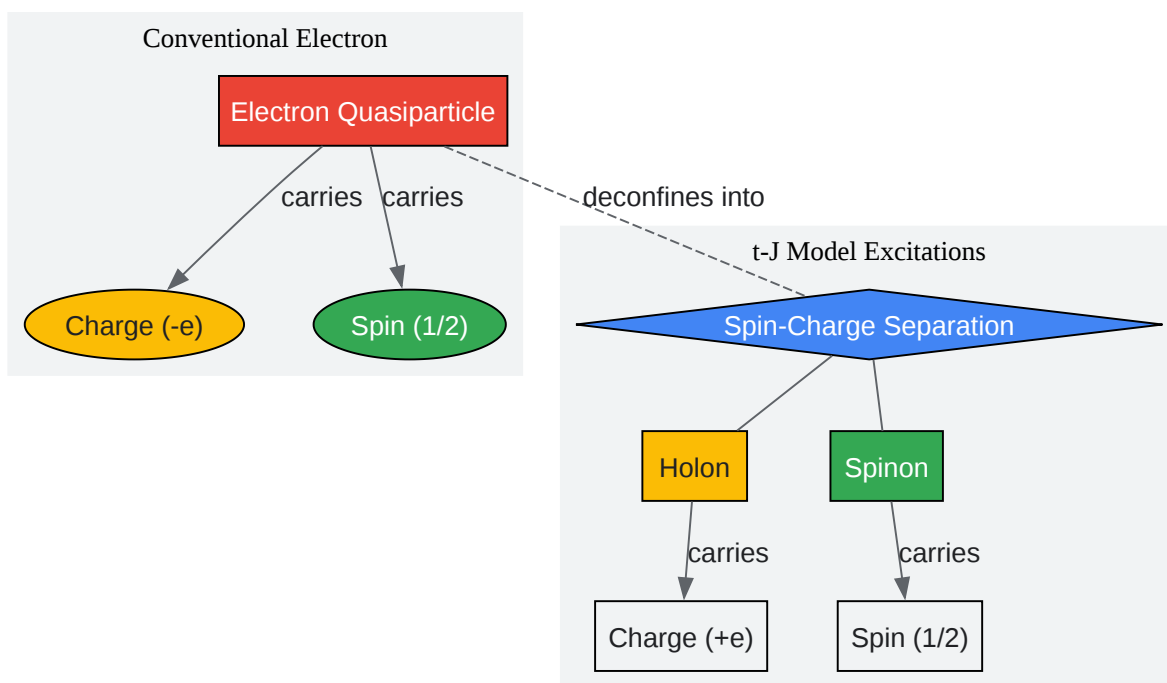 Conventional Electron
Electron Quasiparticle
carries
carries
deconfines into
Charge (-e)
Spin (1/2)
t-J Model Excitations
Spin-Charge Separation
Holon
Spinon
carries
carries
Charge (+e)
Spin (1/2)